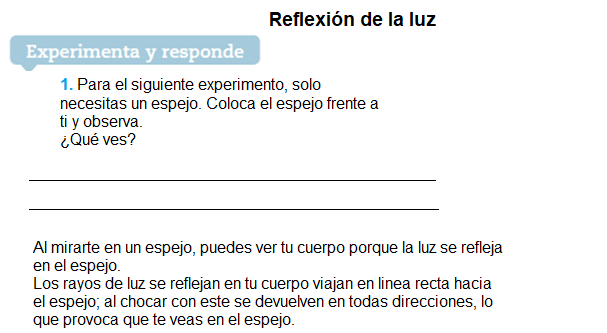 Reflexión de la luz
Experimenta y responde
1. Para el siguiente experimento, solo
necesitas un espejo. Coloca el espejo frente a
ti y observa.
¿Qué ves?
Al mirarte en un espejo, puedes ver tu cuerpo porque la luz se refleja
en el espejo.
Los rayos de luz se reflejan en tu cuerpo viajan en linea recta hacia
el espejo; al chocar con este se devuelven en todas direcciones, lo
que provoca que te veas en el espejo.